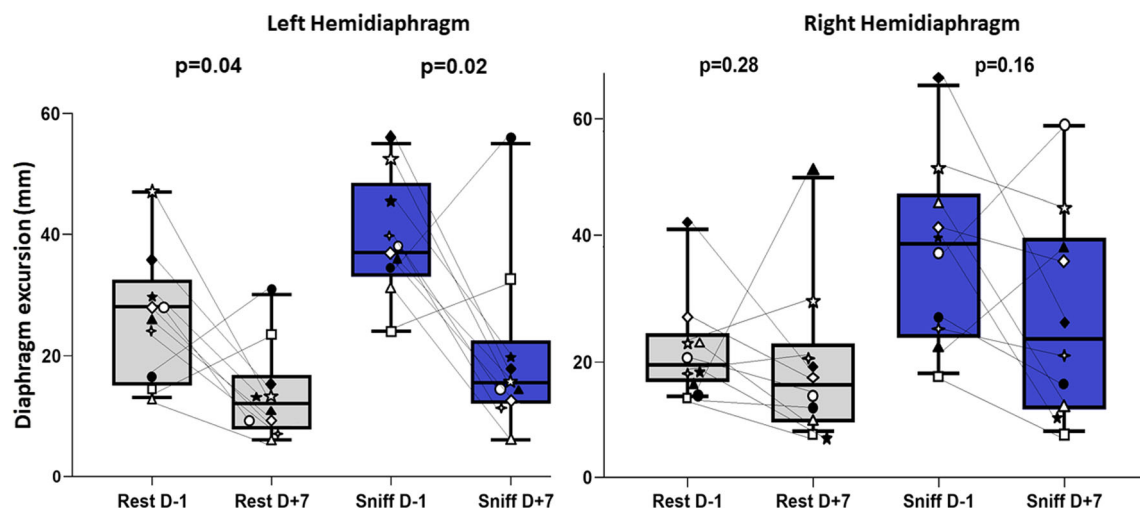 Left Hemidiaphragm
Right Hemidiaphragm
p=0.04
p=0.02
p=0.28
p=0.16
Diaphragm excursion (mm)
60
40
20
0
60
40
20
0
Rest D-1
Rest D+7
Sniff D-1
Sniff D+7
Rest D-1
Rest D+7
Sniff D-1
Sniff D+7